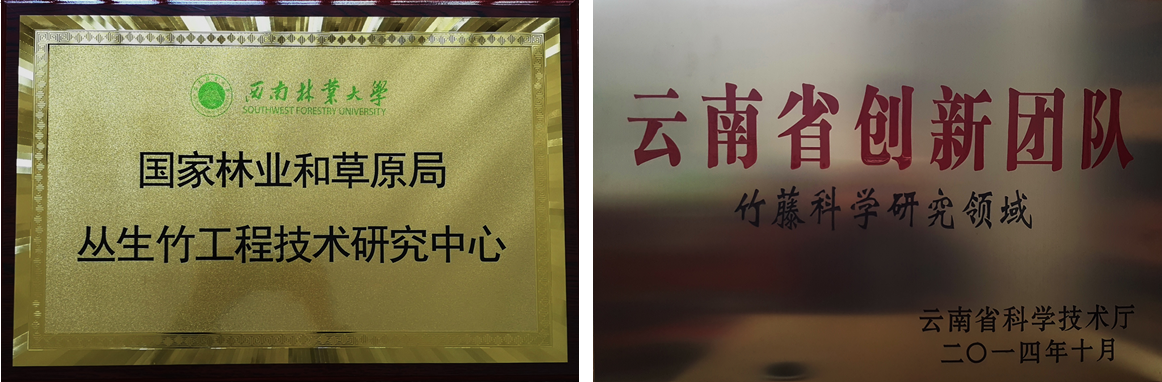 西南林業大學
SOUTHWEST FORESTRY UNIVERSITY
国家林业和草原局
丛生竹工程技术研究中心
云南省创新团队
竹藤科学研究领域
云南省科学技术厅
二〇一四年十月